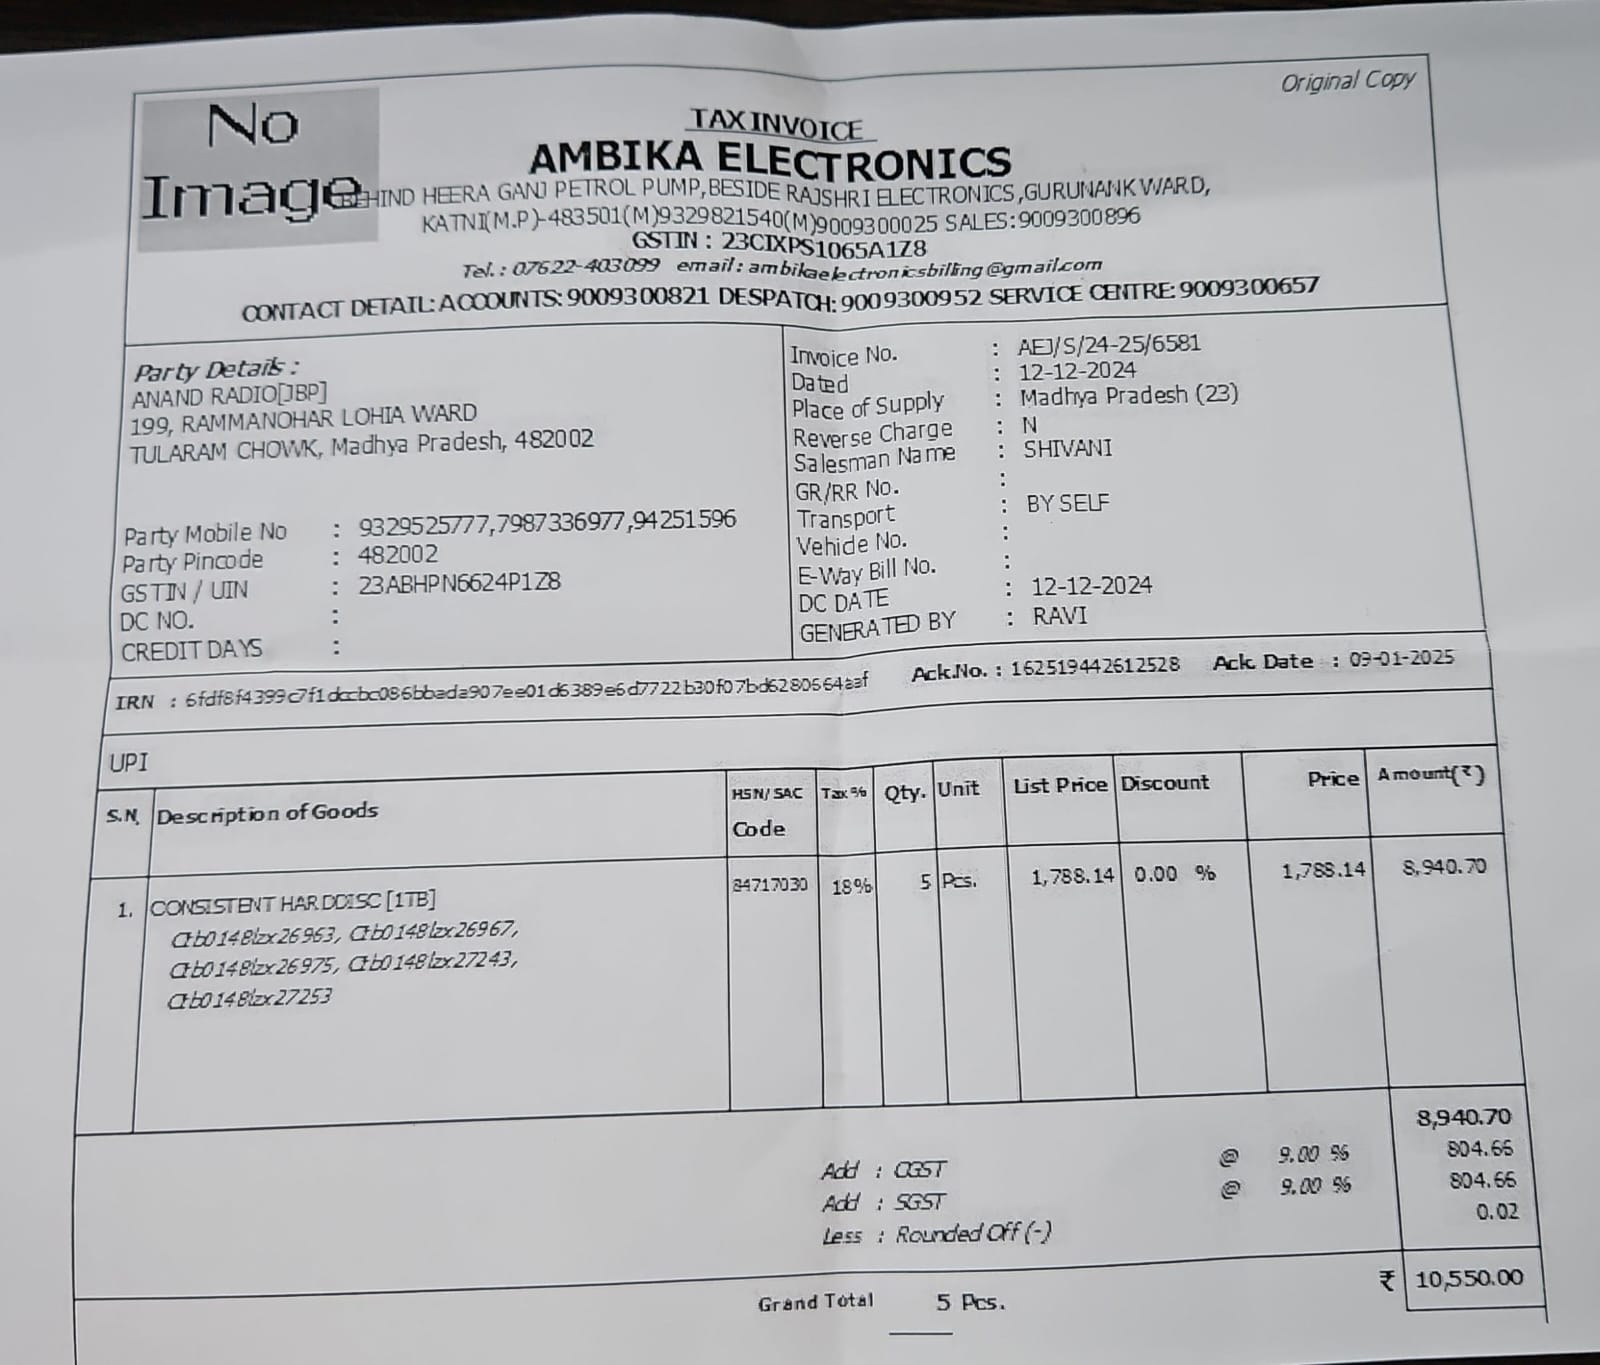 Original Copy
No
Image
TAX INVOICE
AMBIKA ELECTRONICS
BEHIND HEERA GANJ PETROL PUMP,BESIDE RAJSHRI ELECTRONICS,GURUNANK WARD,
KATNI(M.P)-483501(M)9329821540(M)9009300025 SALES:9009300896
GSTIN : 23CIXPS1065A1Z8
Tel. : 07622-403099 email : ambikaelectronicsbilling@gmail.com
CONTACT DETAIL: ACCOUNTS: 9009300821 DESPATCH: 9009300952 SERVICE CENTRE: 9009300657
Party Details :
ANAND RADIO[JBP]
199, RAMMANOHAR LOHIA WARD
TULARAM CHOWK, Madhya Pradesh, 482002
Party Mobile No : 9329525777,7987336977,94251596
Party Pincode : 482002
GSTIN / UIN : 23ABHPN6624P1Z8
DC NO. :
CREDIT DAYS :
Invoice No. : AEJ/S/24-25/6581
Dated : 12-12-2024
Place of Supply : Madhya Pradesh (23)
Reverse Charge : N
Salesman Name : SHIVANI
GR/RR No. :
Transport : BY SELF
Vehicle No. :
E-Way Bill No. :
DC DATE : 12-12-2024
GENERATED BY : RAVI
IRN :
Ack.No. : 162519442612528 Ack. Date : 09-01-2025
UPI
S.N. Description of Goods HSN/SAC Code Tax % Qty. Unit List Price Discount Price Amount(₹)
1. CONSISTENT HARDDISC [1TB] 84717030 18% 5 Pcs. 1,788.14 0.00 % 1,788.14 8,940.70
Ctb0148lzx26963, Ctb0148lzx26967,
Ctb0148lzx26975, Ctb0148lzx27243,
Ctb0148lzx27253
8,940.70
Add : CGST @ 9.00 % 804.66
Add : SGST @ 9.00 % 804.66
Less : Rounded Off (-) 0.02
Grand Total 5 Pcs. ₹ 10,550.00